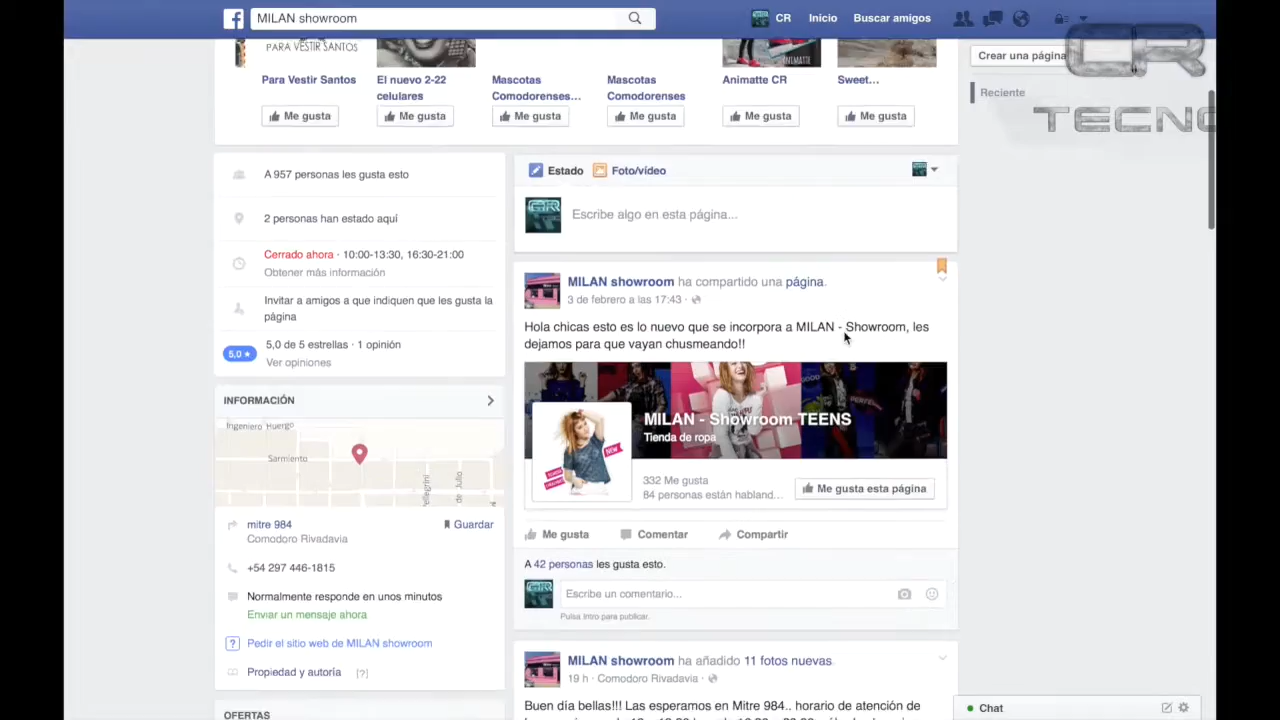 MILAN showroom
CR
Inicio
Buscar amigos
PARA VESTIR SANTOS
ANIMATTE
Para Vestir Santos
El nuevo 2-22
celulares
Mascotas
Comodorenses...
Mascotas
Comodorenses
Animatte CR
Sweet...
Me gusta
Me gusta
Me gusta
Me gusta
Me gusta
Me gusta
Crear una página
Reciente
CR
TECNO
A 957 personas les gusta esto
2 personas han estado aquí
Cerrado ahora · 10:00-13:30, 16:30-21:00
Obtener más información
Invitar a amigos a que indiquen que les gusta la
página
5,0 ★
5,0 de 5 estrellas · 1 opinión
Ver opiniones
INFORMACIÓN
Ingeniero Huergo
Sarmiento
Pellegrini
de Julio
mitre 984
Guardar
Comodoro Rivadavia
+54 297 446-1815
Normalmente responde en unos minutos
Enviar un mensaje ahora
? Pedir el sitio web de MILAN showroom
Propiedad y autoría [?]
OFERTAS
Estado
Foto/vídeo
Escribe algo en esta página...
MILAN showroom ha compartido una página.
3 de febrero a las 17:43 ·
Hola chicas esto es lo nuevo que se incorpora a MILAN - Showroom, les
dejamos para que vayan chusmeando!!
MILAN - Showroom TEENS
Tienda de ropa
NEW
332 Me gusta
84 personas están habland...
Me gusta esta página
Me gusta
Comentar
Compartir
A 42 personas les gusta esto.
Escribe un comentario...
Pulsa Intro para publicar.
MILAN showroom ha añadido 11 fotos nuevas.
19 h · Comodoro Rivadavia ·
Buen día bellas!!! Las esperamos en Mitre 984.. horario de atención de
Chat